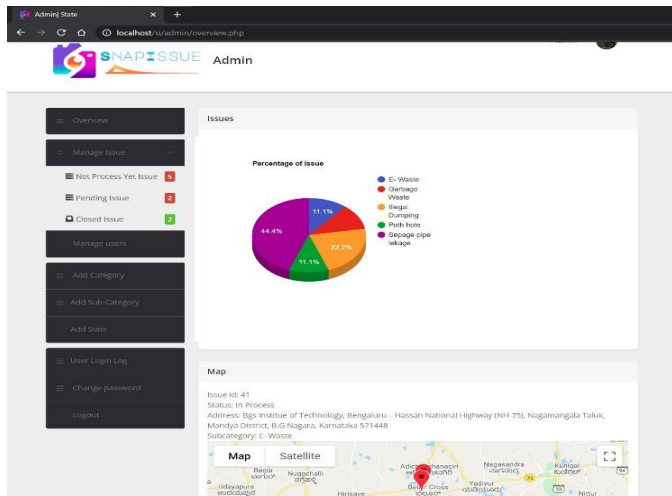 Admin| State
localhost/si/admin/overview.php
SNAPISSUE Admin
Overview
Manage Issue
Not Process Yet Issue 5
Pending Issue 2
Closed Issue 2
Manage users
Add Category
Add Sub-Category
Add State
User Login Log
Change password
Logout
Issues
Percentage of Issue
E- Waste
Garbage
Waste
Illegal
Dumping
Poth hole
Sepage pipe
lekage
11.1%
44.4%
22.2%
11.1%
Map
Issue id: 41
Status: In Process
Address: Bgs Institue of Technology, Bengaluru - Hassan National Highway (NH-75), Nagamangala Taluk,
Mandya District, B.G.Nagara, Karnataka 571448
Subcategory: E- Waste
Map Satellite
Nagasandra
Kunigal
Bagur
Nuggehalli
Yediyur
75
Udayapura
Hirisave
Cross
Nittur